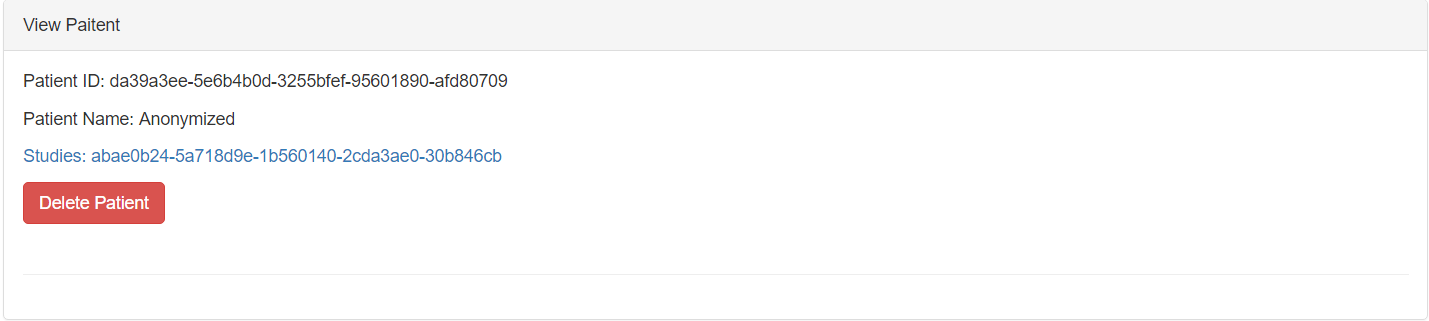 View Paitent
Patient ID: da39a3ee-5e6b4b0d-3255bfef-95601890-afd80709
Patient Name: Anonymized
Studies: abae0b24-5a718d9e-1b560140-2cda3ae0-30b846cb
Delete Patient